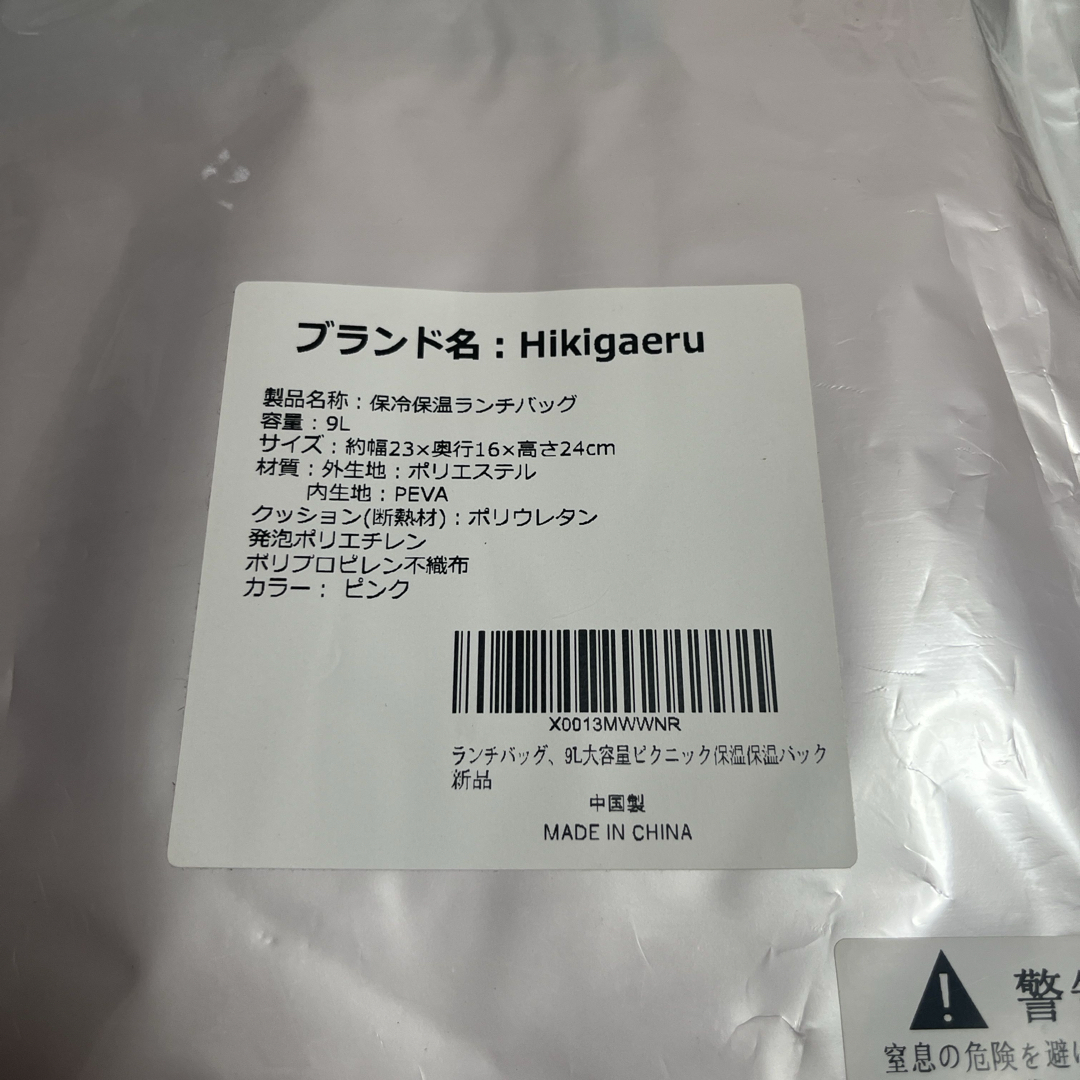 ブランド名：Hikigaeru
製品名称：保冷保温ランチバッグ
容量：9L
サイズ：約幅23×奥行16×高さ24cm
材質：外生地：ポリエステル
内生地：PEVA
クッション(断熱材)：ポリウレタン
発泡ポリエチレン
ポリプロピレン不織布
カラー： ピンク
X0013MWWNR
ランチバッグ、9L大容量ピクニック保温保温バック
新品
中国製
MADE IN CHINA
警
窒息の危険を避け